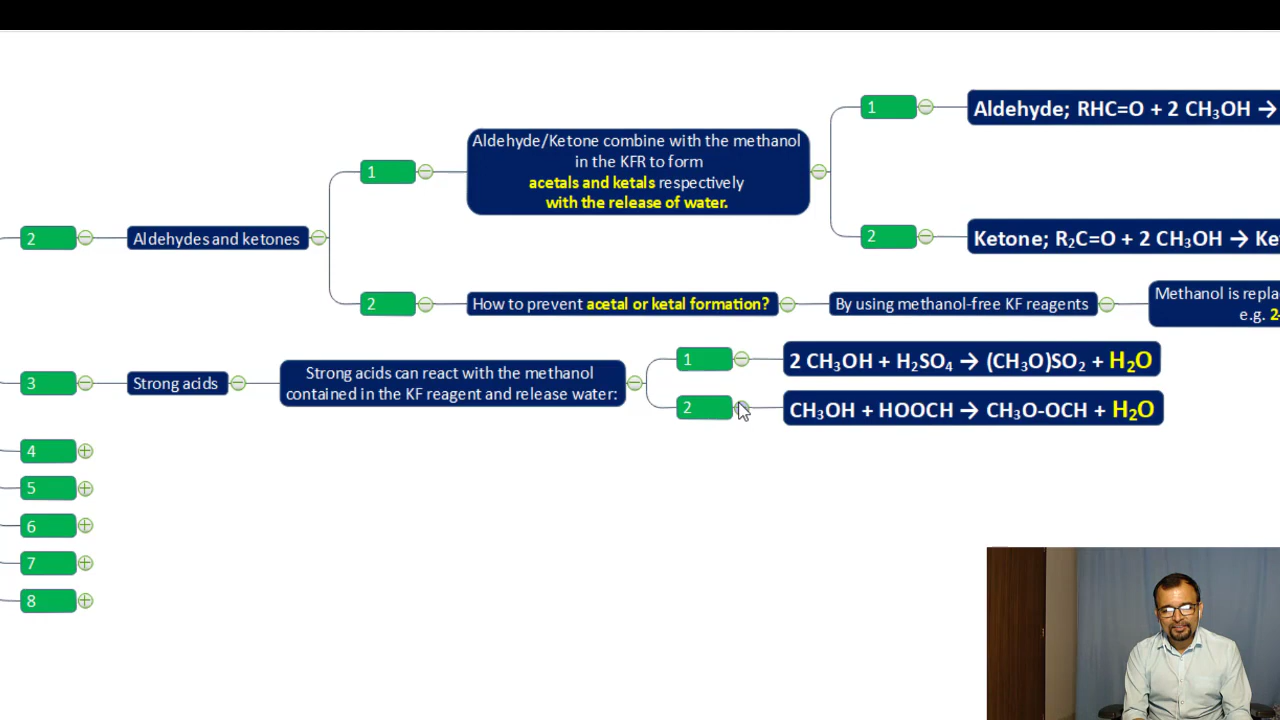 1
Aldehyde; RHC=O + 2 CH₃OH →
Aldehyde/Ketone combine with the methanol
in the KFR to form
acetals and ketals respectively
with the release of water.
1
2
Ketone; R₂C=O + 2 CH₃OH → Ke
2
Aldehydes and ketones
2
How to prevent acetal or ketal formation?
By using methanol-free KF reagents
Methanol is repla
e.g. 2-
3
Strong acids
Strong acids can react with the methanol
contained in the KF reagent and release water:
1
2 CH₃OH + H₂SO₄ → (CH₃O)SO₂ + H₂O
2
CH₃OH + HOOCH → CH₃O-OCH + H₂O
4
5
6
7
8